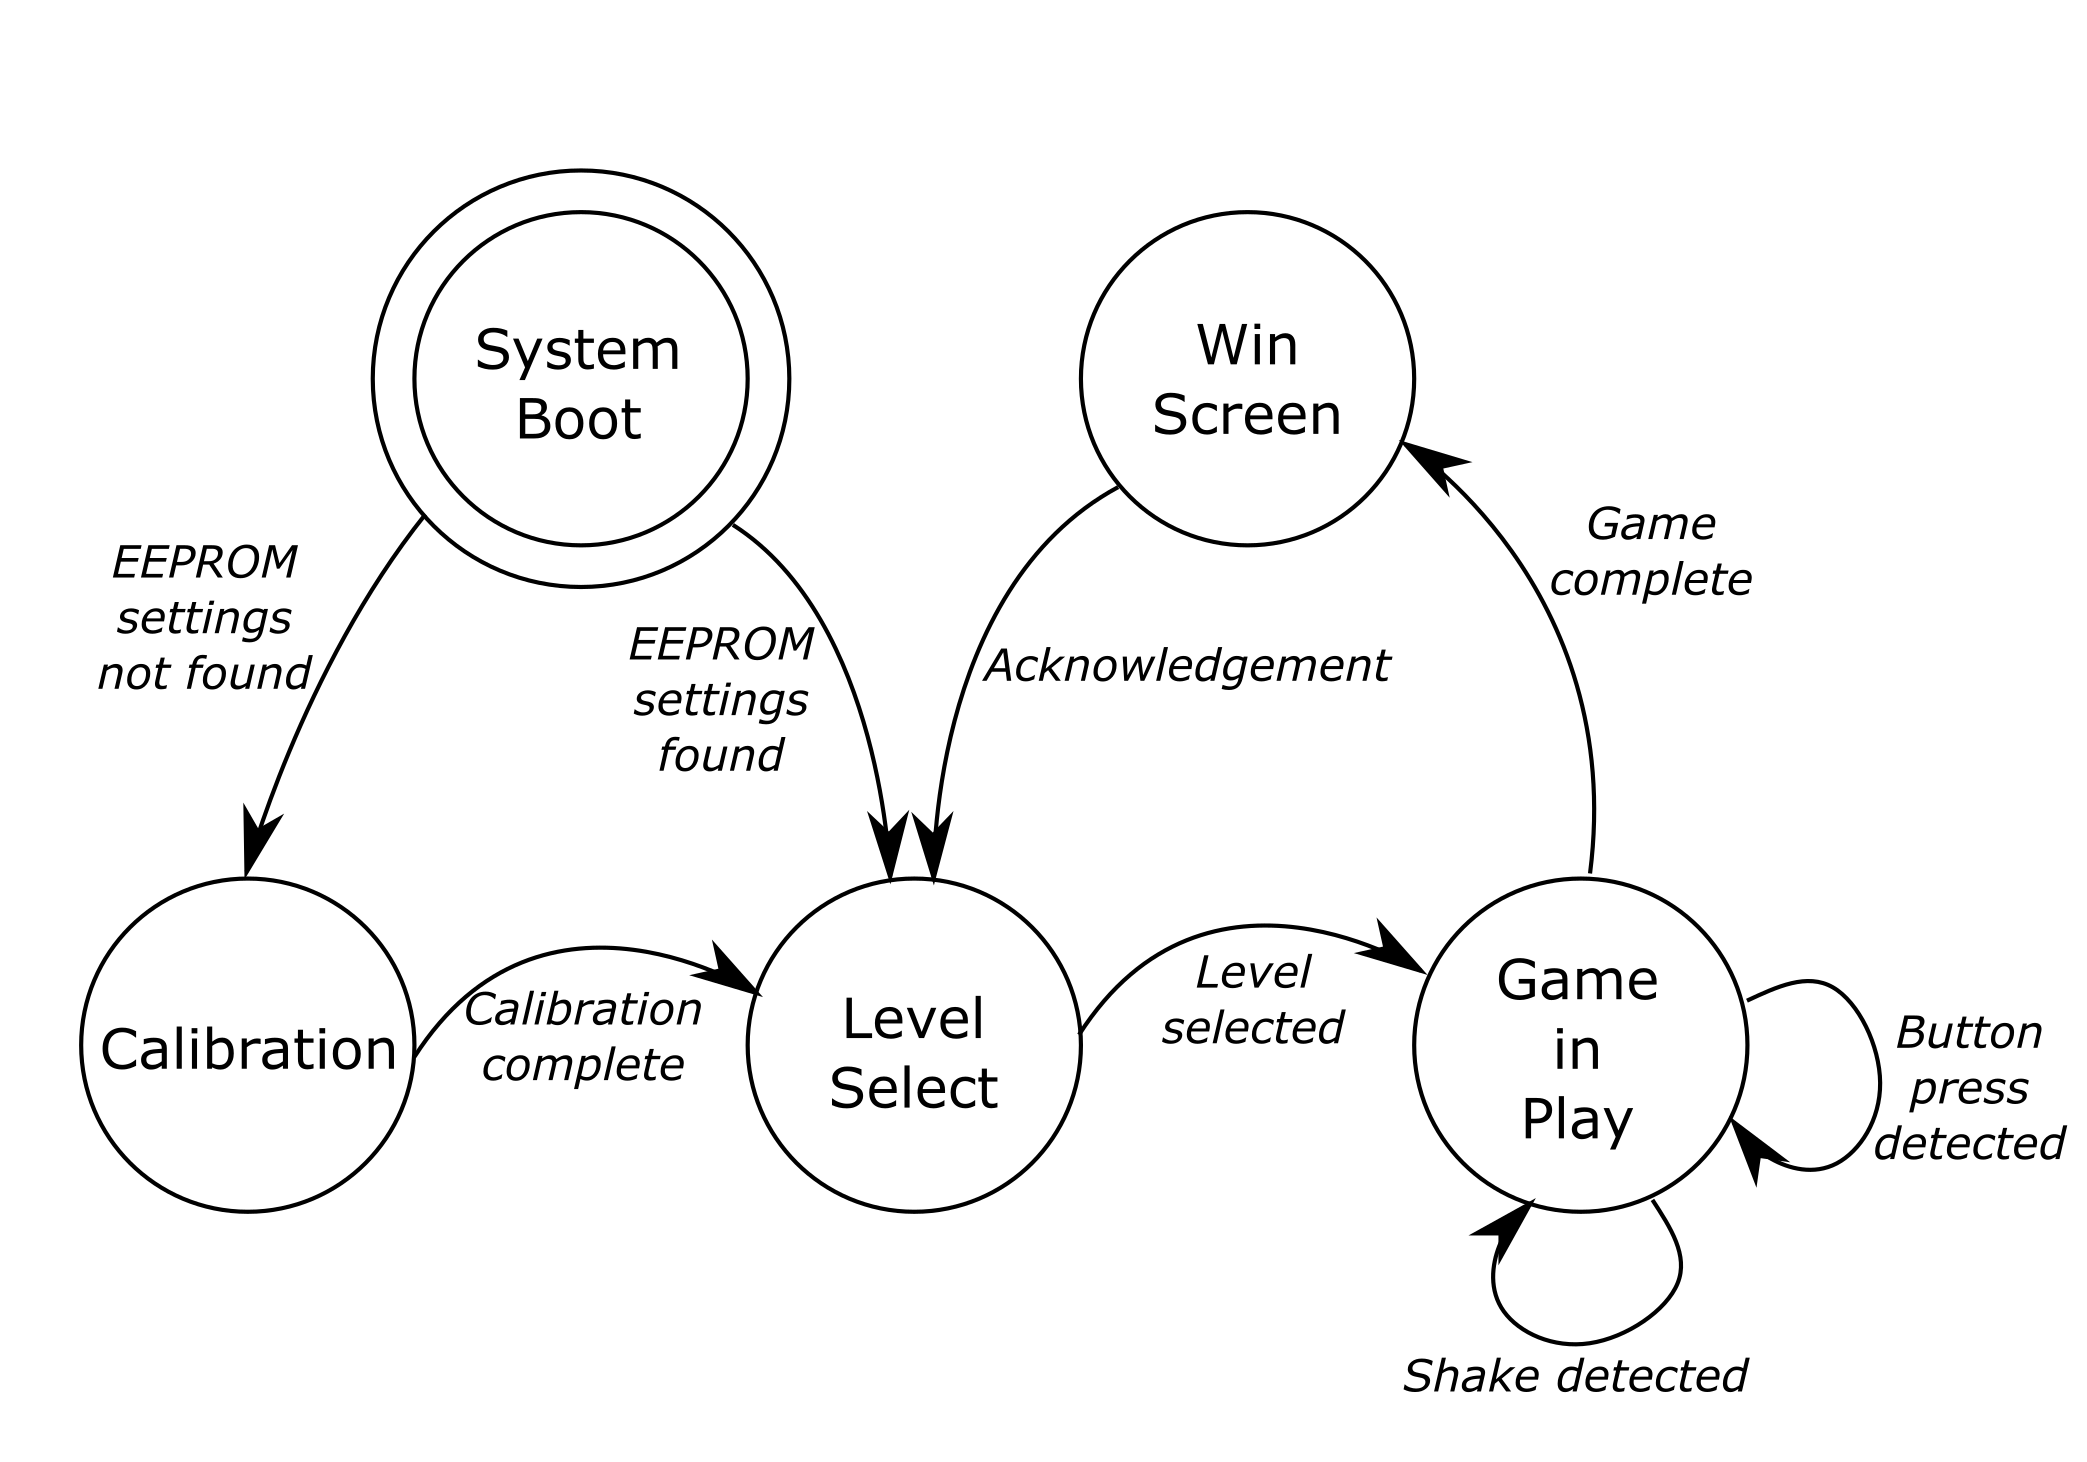 System
Boot
Win
Screen
EEPROM
settings
not found
EEPROM
settings
found
Acknowledgement
Game
complete
Calibration
Calibration
complete
Level
Select
Level
selected
Game
in
Play
Button
press
detected
Shake detected